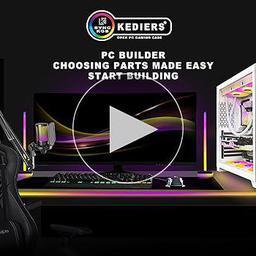 SYNC
RGB
KEDIERS
OPEN PC GAMING CASE
PC BUILDER
CHOOSING PARTS MADE EASY
START BUILDING